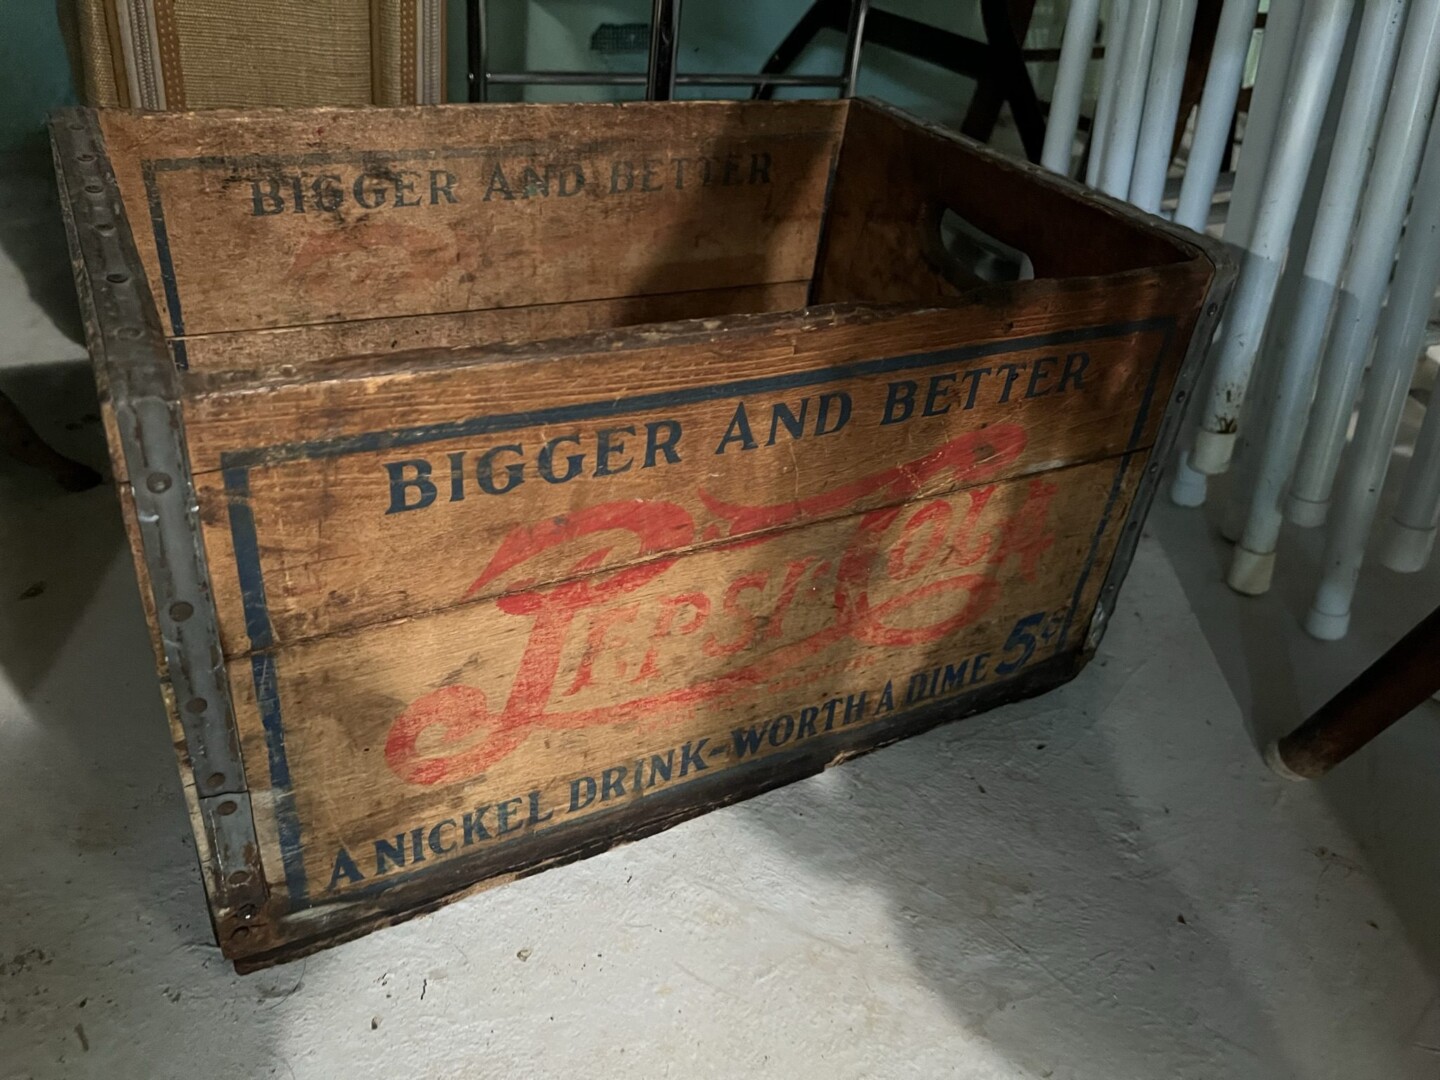 BIGGER AND BETTER
BIGGER AND BETTER
PEPSI COLA
A NICKEL DRINK-WORTH A DIME 5¢